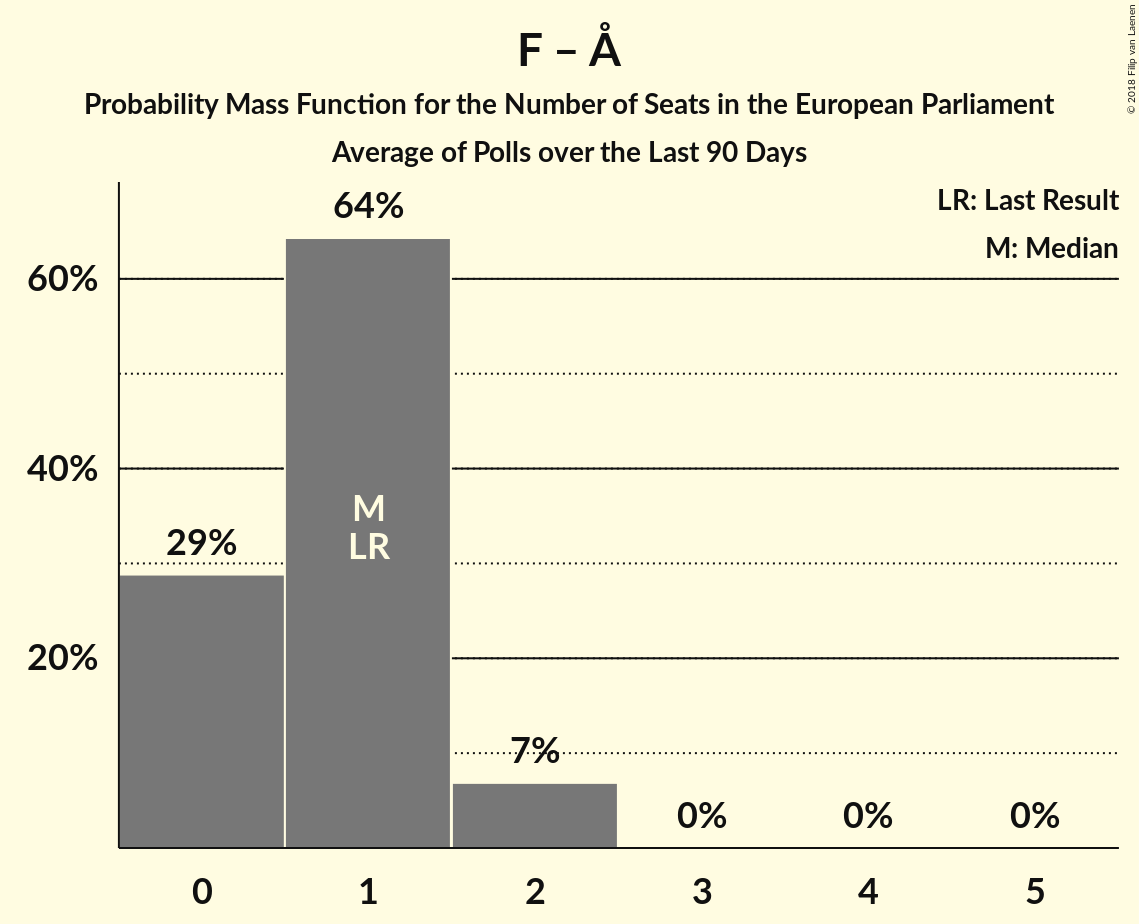 F – Å
Probability Mass Function for the Number of Seats in the European Parliament
Average of Polls over the Last 90 Days
© 2018 Filip van Laenen
LR: Last Result
M: Median
64%
60%
M
LR
40%
29%
20%
7%
0%
0%
0%
0
1
2
3
4
5